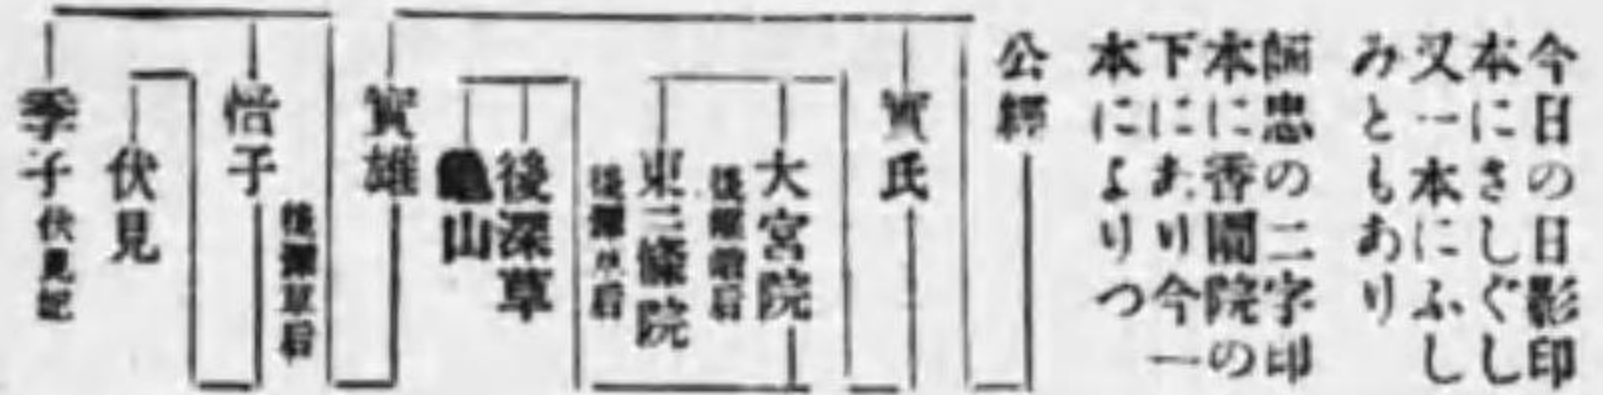 今日の日影印
本にさしぐし
又一本にふし
みともあり
師忠の二字印
本に香閣院の
下にあり今一
本によりつ
公經
實氏
大宮院
後嵯峨后
東二條院
後深草后
後深草
龜山
實雄
後深草后
愔子
伏見
季子 伏見妃